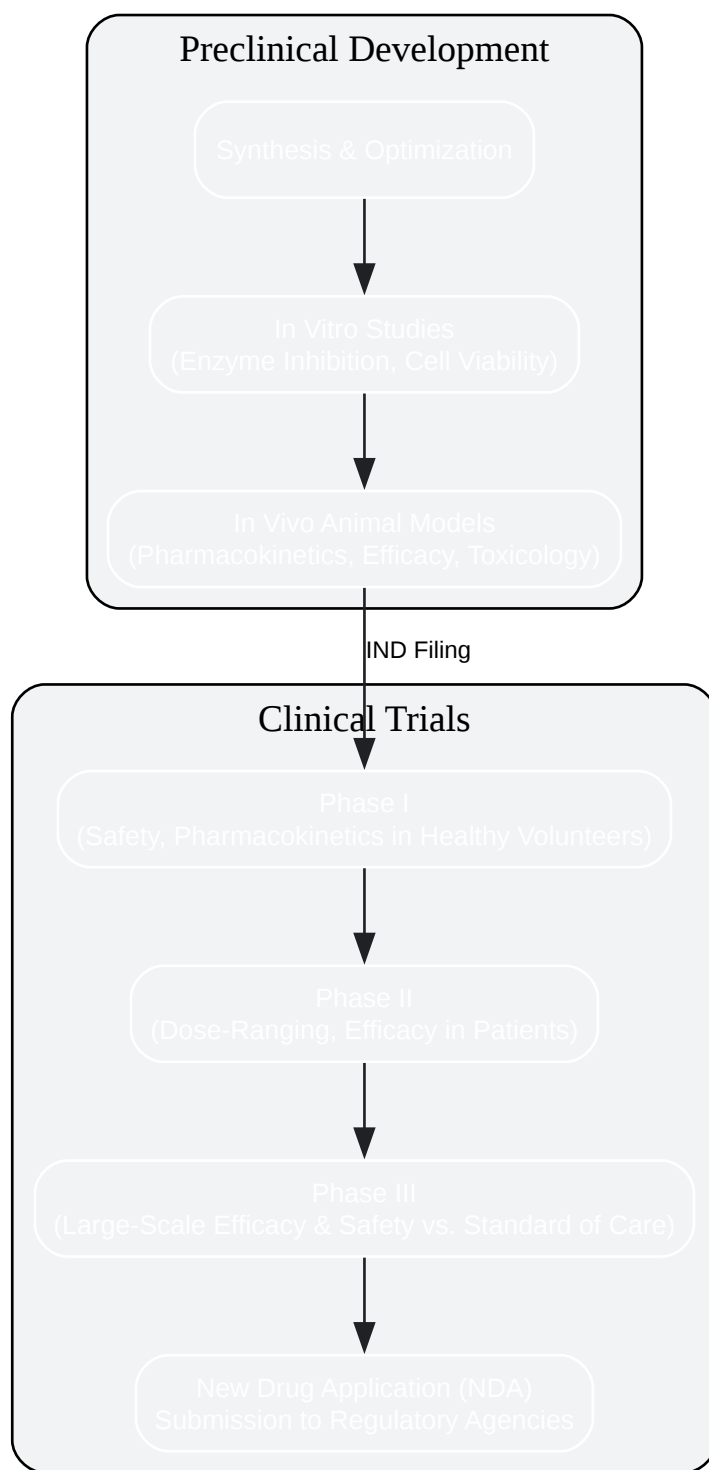 Preclinical Development
Synthesis & Optimization
In Vitro Studies
(Enzyme Inhibition, Cell Viability)
In Vivo Animal Models
(Pharmacokinetics, Efficacy, Toxicology)
IND Filing
Clinical Trials
Phase I
(Safety, Pharmacokinetics in Healthy Volunteers)
Phase II
(Dose-Ranging, Efficacy in Patients)
Phase III
(Large-Scale Efficacy & Safety vs. Standard of Care)
New Drug Application (NDA)
Submission to Regulatory Agencies